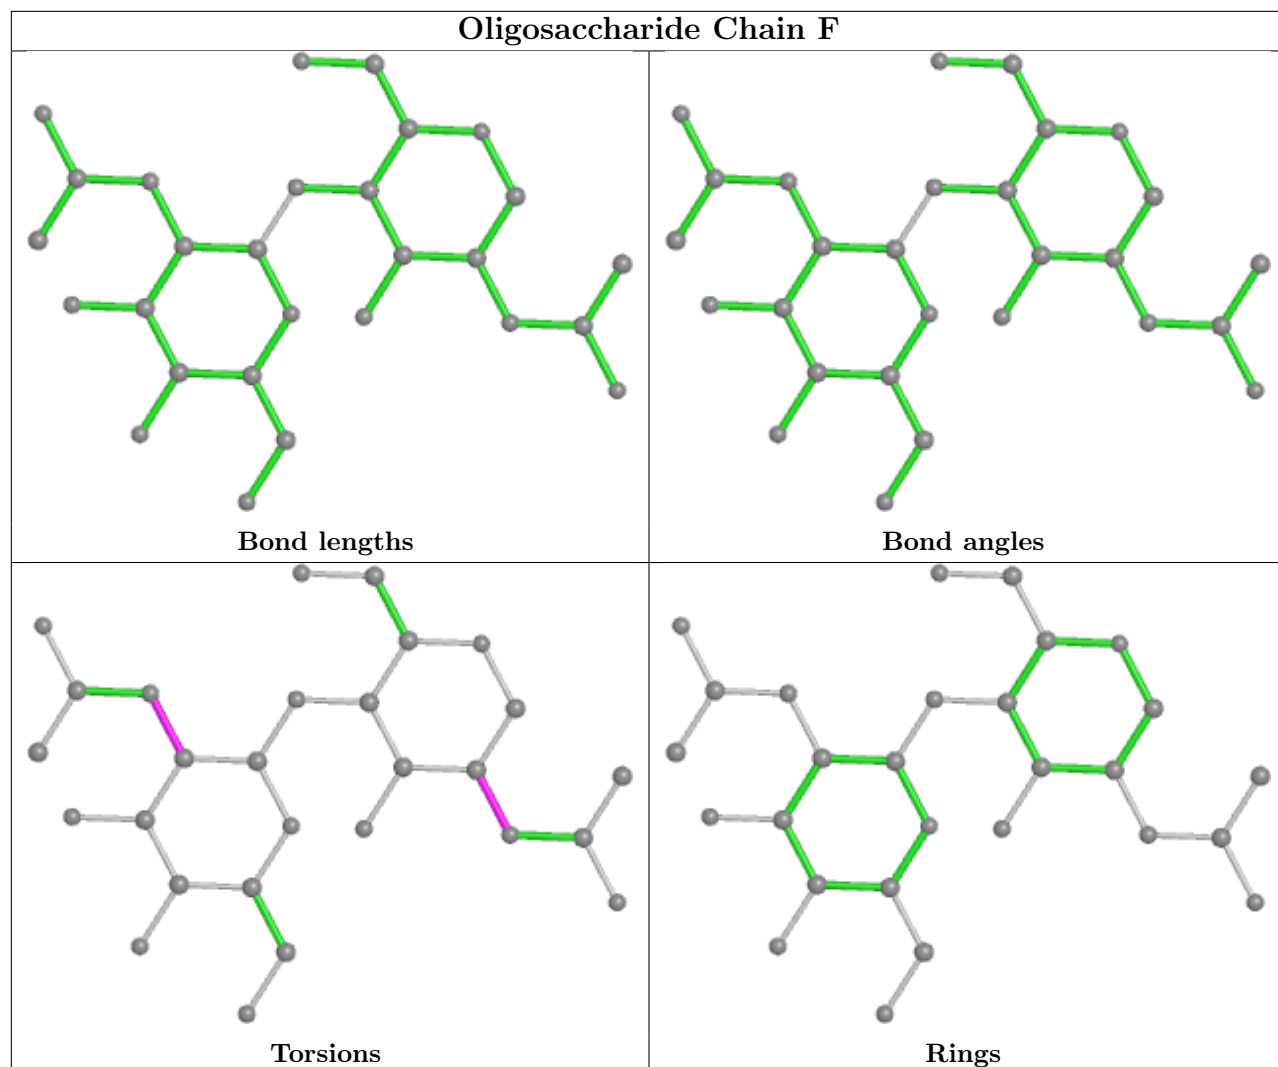 Oligosaccharide Chain F
Bond lengths
Bond angles
Torsions
Rings